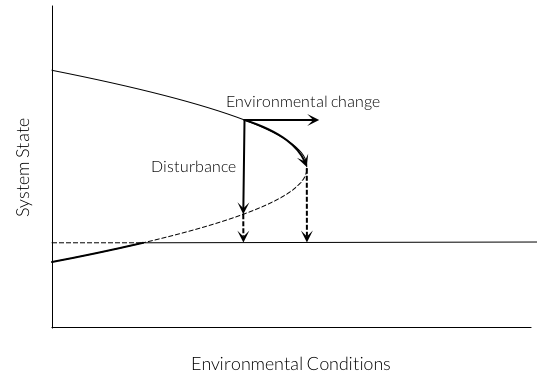 Environmental change
Disturbance
System State
Environmental Conditions